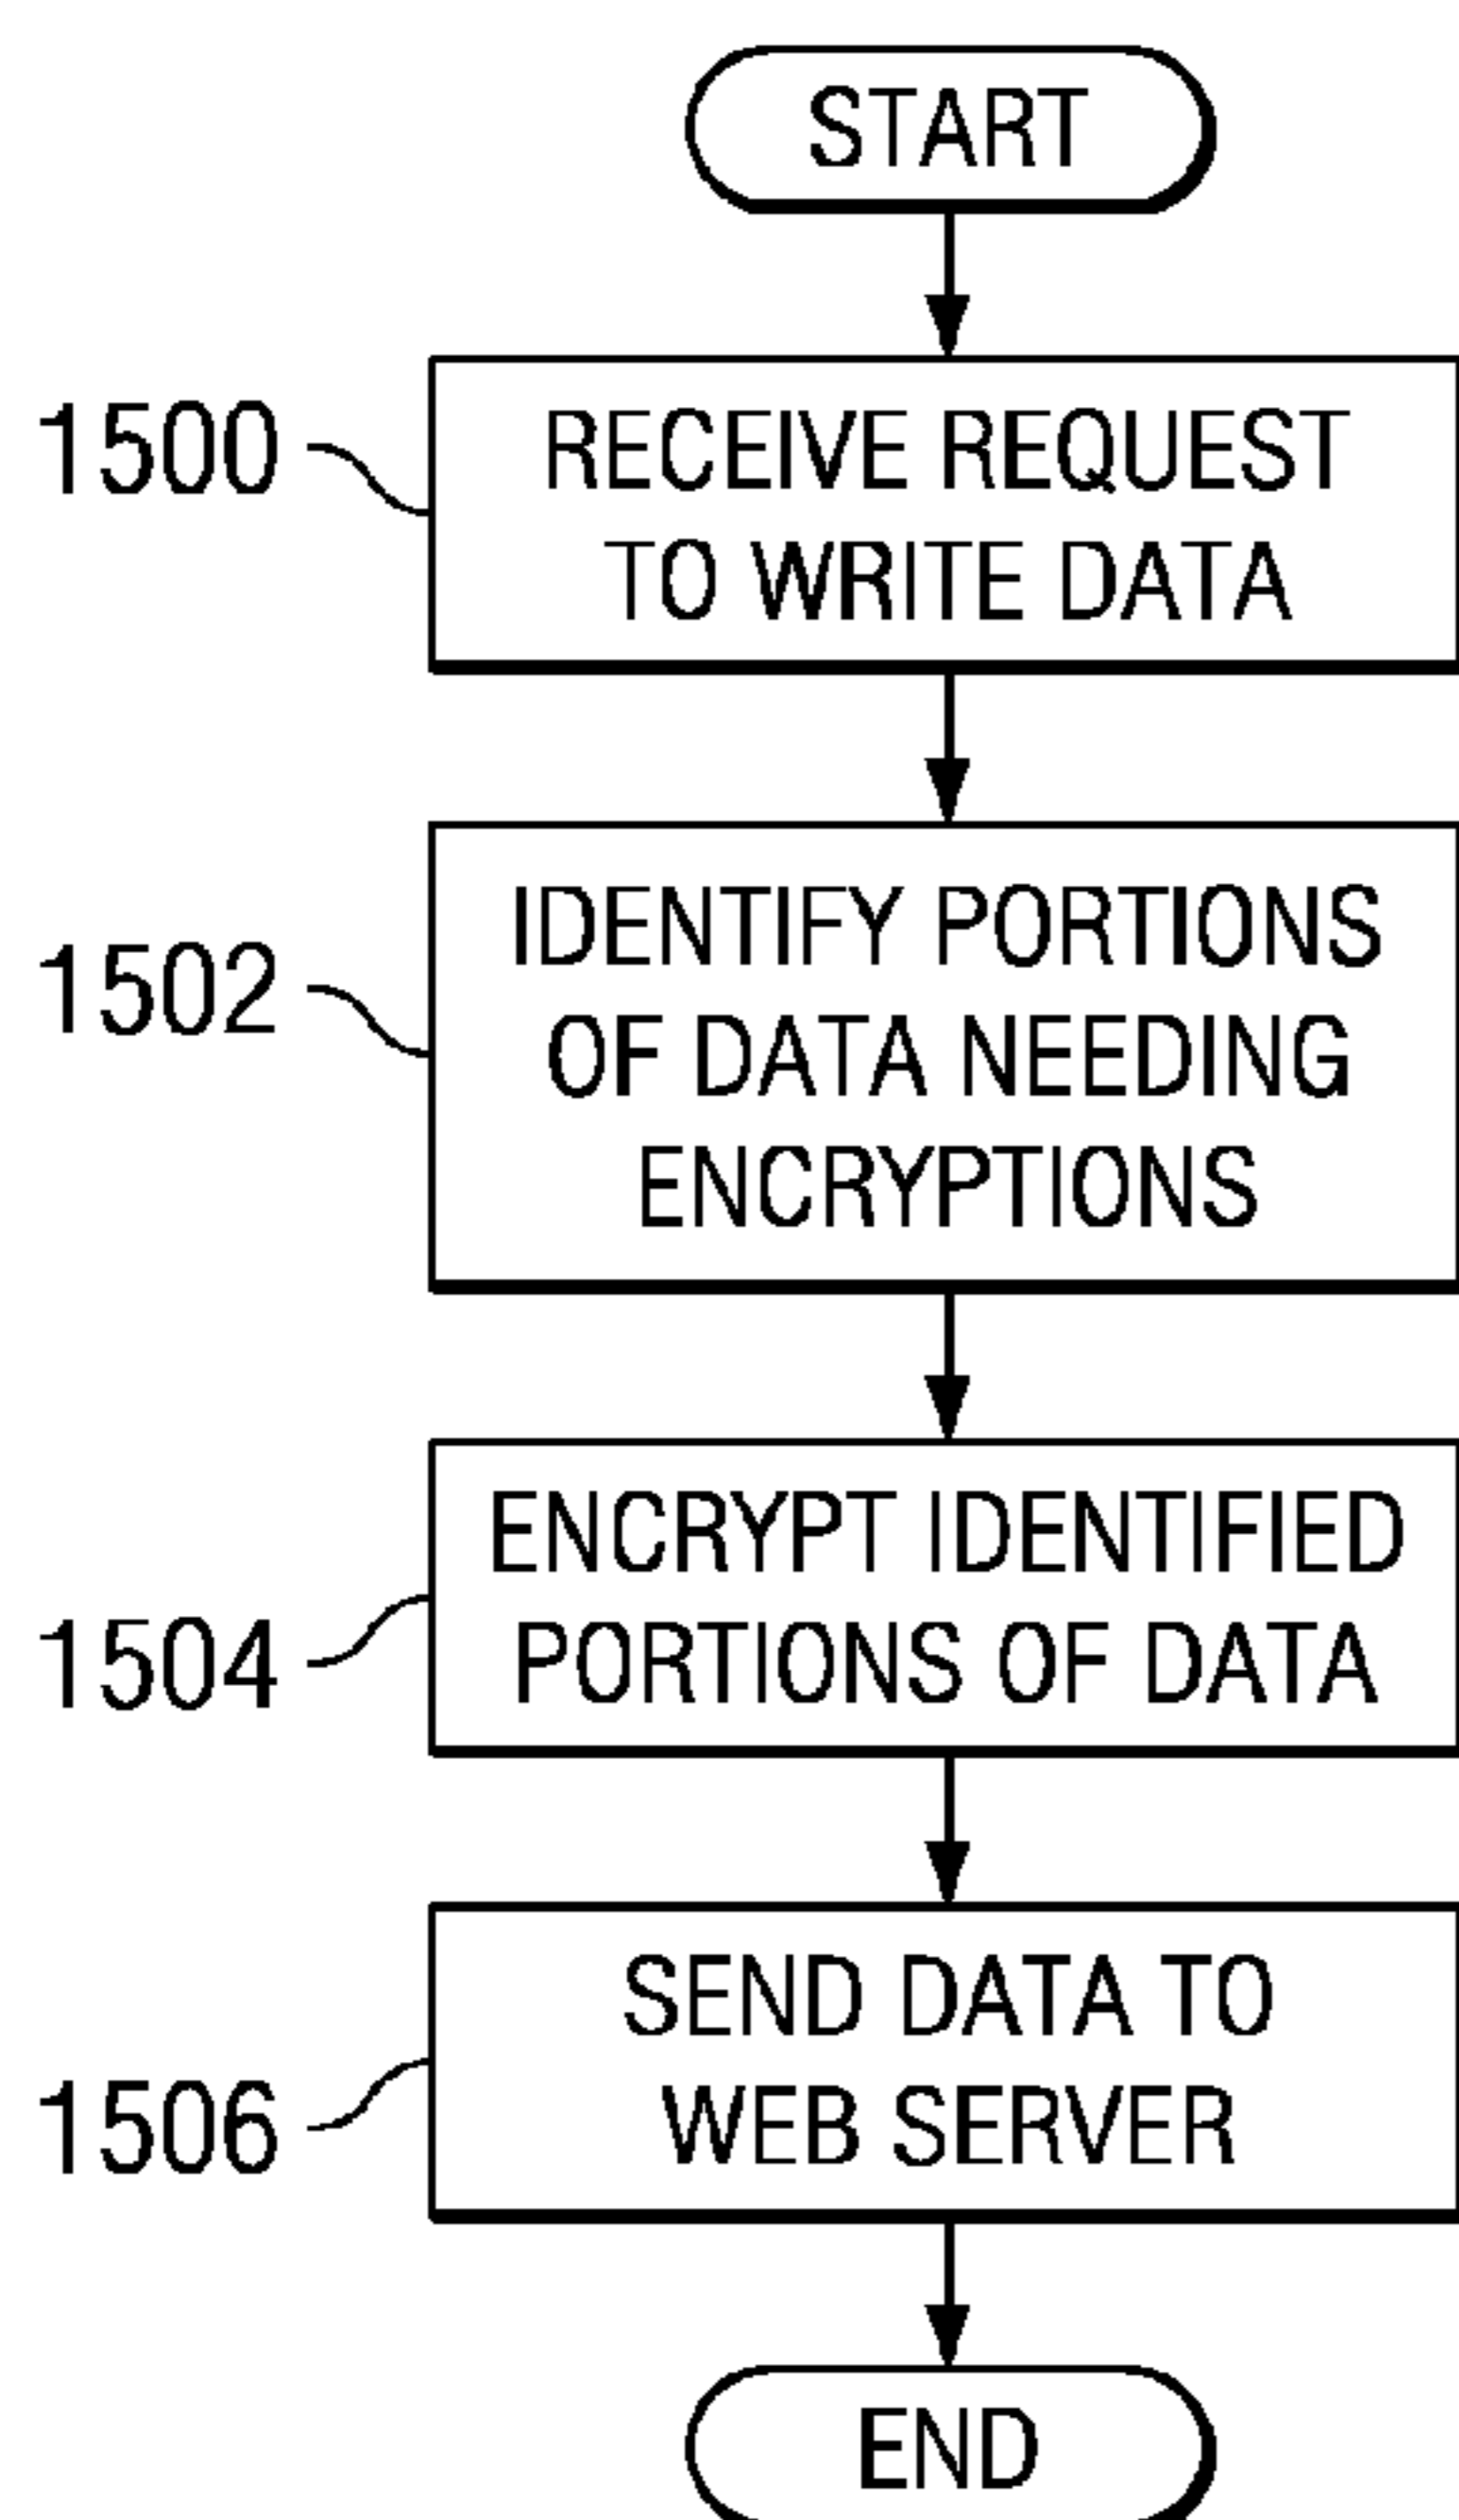 START
1500
RECEIVE REQUEST
TO WRITE DATA
1502
IDENTIFY PORTIONS
OF DATA NEEDING
ENCRYPTIONS
1504
ENCRYPT IDENTIFIED
PORTIONS OF DATA
1506
SEND DATA TO
WEB SERVER
END